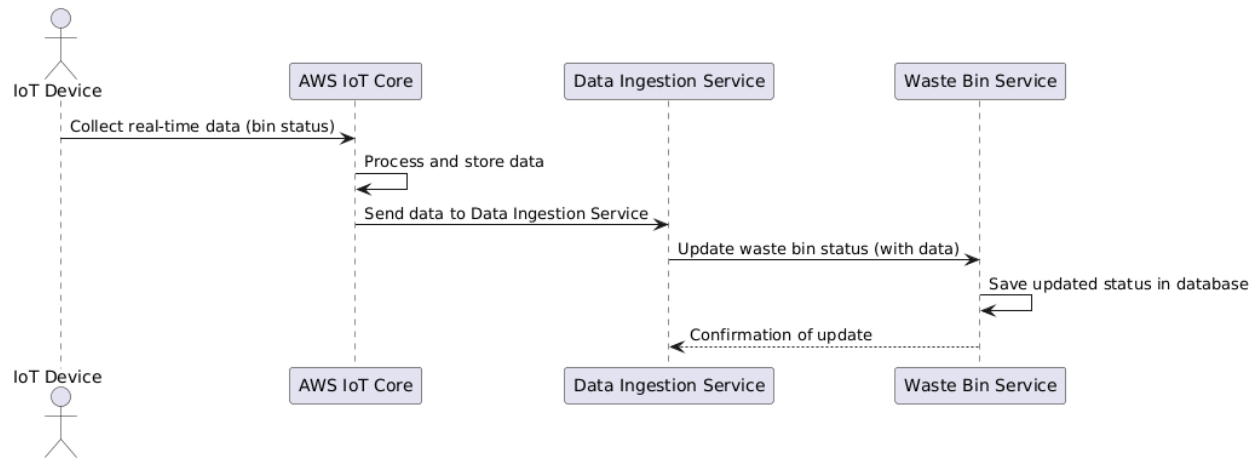 IoT Device
AWS IoT Core
Data Ingestion Service
Waste Bin Service
Collect real-time data (bin status)
Process and store data
Send data to Data Ingestion Service
Update waste bin status (with data)
Save updated status in database
Confirmation of update
IoT Device
AWS IoT Core
Data Ingestion Service
Waste Bin Service